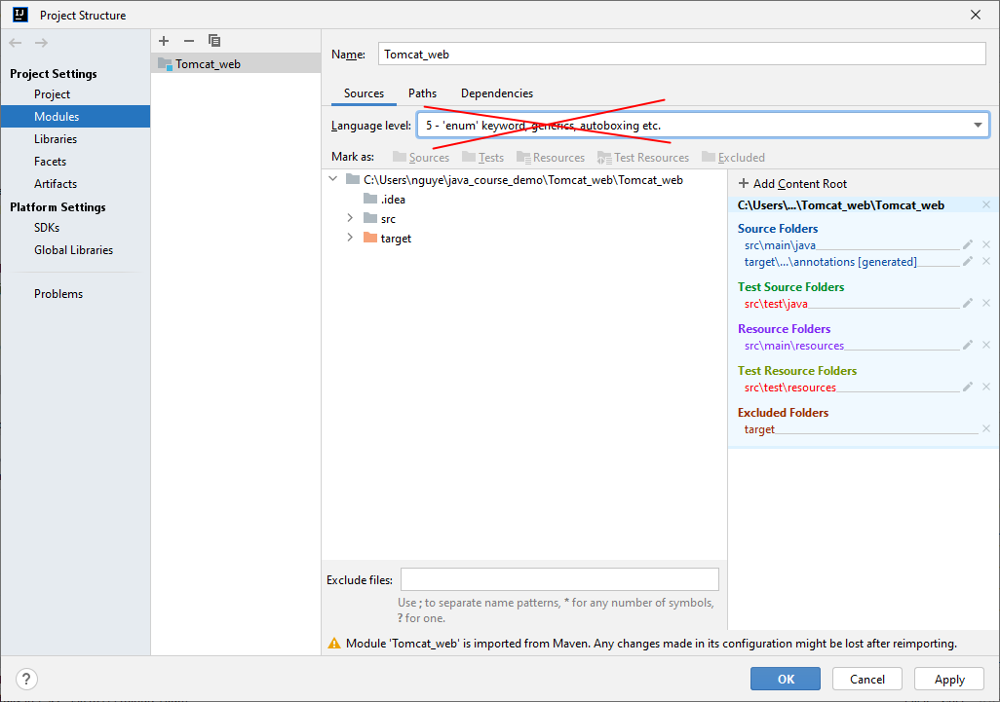 Project Structure
Project Settings
Project
Modules
Libraries
Facets
Artifacts
Platform Settings
SDKs
Global Libraries
Problems
Tomcat_web
Name: Tomcat_web
Sources Paths Dependencies
Language level: 5 - 'enum' keyword, generics, autoboxing etc.
Mark as: Sources Tests Resources Test Resources Excluded
C:\Users\nguye\java_course_demo\Tomcat_web\Tomcat_web
.idea
src
target
Exclude files:
Use ; to separate name patterns, * for any number of symbols,
? for one.
+ Add Content Root
C:\Users\...\Tomcat_web\Tomcat_web
Source Folders
src\main\java
target\...\annotations [generated]
Test Source Folders
src\test\java
Resource Folders
src\main\resources
Test Resource Folders
src\test\resources
Excluded Folders
target
Module 'Tomcat_web' is imported from Maven. Any changes made in its configuration might be lost after reimporting.
? OK Cancel Apply